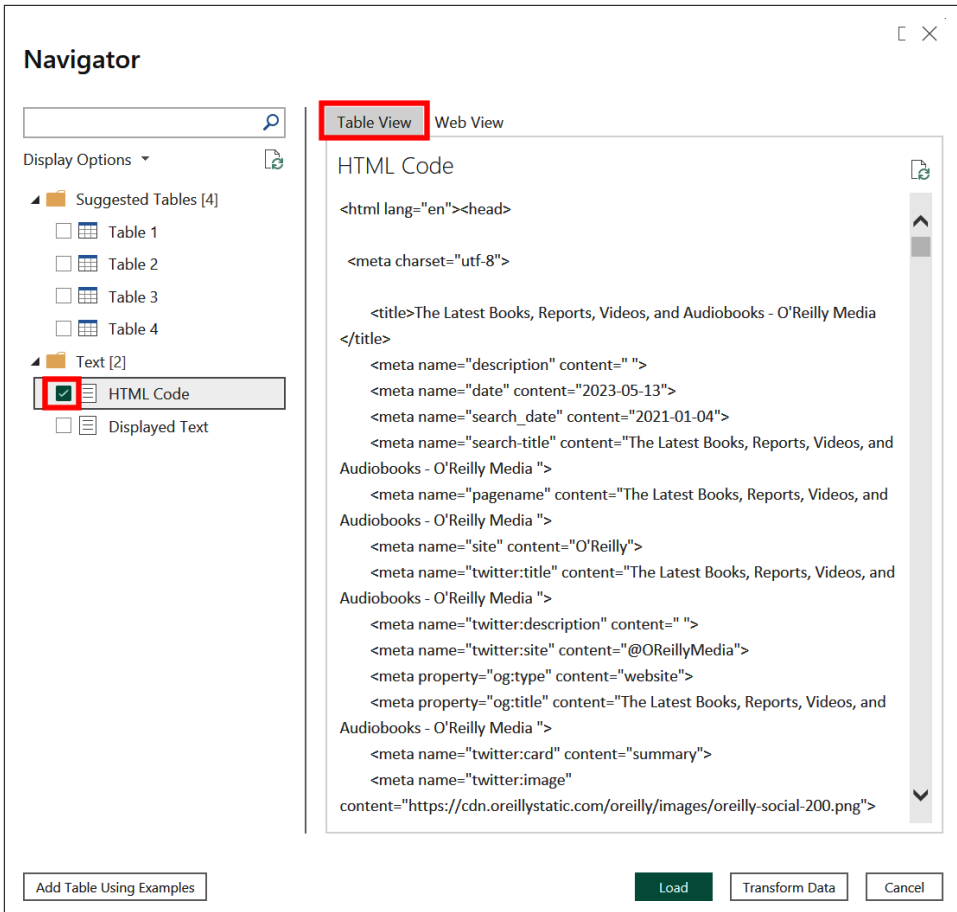 Navigator
Display Options
Suggested Tables [4]
Table 1
Table 2
Table 3
Table 4
Text [2]
HTML Code
Displayed Text
Table View Web View
HTML Code
<html lang="en"><head>
<meta charset="utf-8">
<title>The Latest Books, Reports, Videos, and Audiobooks - O'Reilly Media
</title>
<meta name="description" content=" ">
<meta name="date" content="2023-05-13">
<meta name="search_date" content="2021-01-04">
<meta name="search-title" content="The Latest Books, Reports, Videos, and
Audiobooks - O'Reilly Media ">
<meta name="pagename" content="The Latest Books, Reports, Videos, and
Audiobooks - O'Reilly Media ">
<meta name="site" content="O'Reilly">
<meta name="twitter:title" content="The Latest Books, Reports, Videos, and
Audiobooks - O'Reilly Media ">
<meta name="twitter:description" content=" ">
<meta name="twitter:site" content="@OReillyMedia">
<meta property="og:type" content="website">
<meta property="og:title" content="The Latest Books, Reports, Videos, and
Audiobooks - O'Reilly Media ">
<meta name="twitter:card" content="summary">
<meta name="twitter:image"
content="https://cdn.oreillystatic.com/oreilly/images/oreilly-social-200.png">
Add Table Using Examples
Load Transform Data Cancel